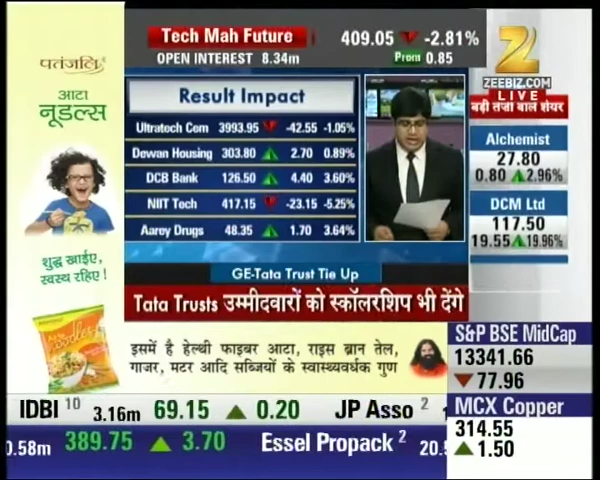 Tech Mah Future 409.05 -2.81%
OPEN INTEREST 8.34m Prem 0.85
ZEEBIZ.COM
LIVE
पतंजलि
आटा
नूडल्स
शुद्ध खाईए,
स्वस्थ रहिए !
Result Impact
Ultratech Cem 3993.95 -42.55 -1.05%
Dewan Housing 303.80 2.70 0.89%
DCB Bank 126.50 4.40 3.60%
NIIT Tech 417.15 -23.15 -5.25%
Aarey Drugs 48.35 1.70 3.64%
बड़ी तेजी वाले शेयर
Alchemist
27.80
0.80 2.96%
DCM Ltd
117.50
19.55 19.96%
GE-Tata Trust Tie Up
Tata Trusts उम्मीदवारों को स्कॉलरशिप भी देंगे
noodles
इसमें है हेल्थी फाइबर आटा, राइस ब्रान तेल,
गाजर, मटर आदि सब्जियों के स्वास्थ्यवर्धक गुण
S&P BSE MidCap
13341.66
77.96
MCX Copper
314.55
1.50
IDBI 10 3.16m 69.15 0.20 JP Asso 2 1
0.58m 389.75 3.70 Essel Propack 2 20.5